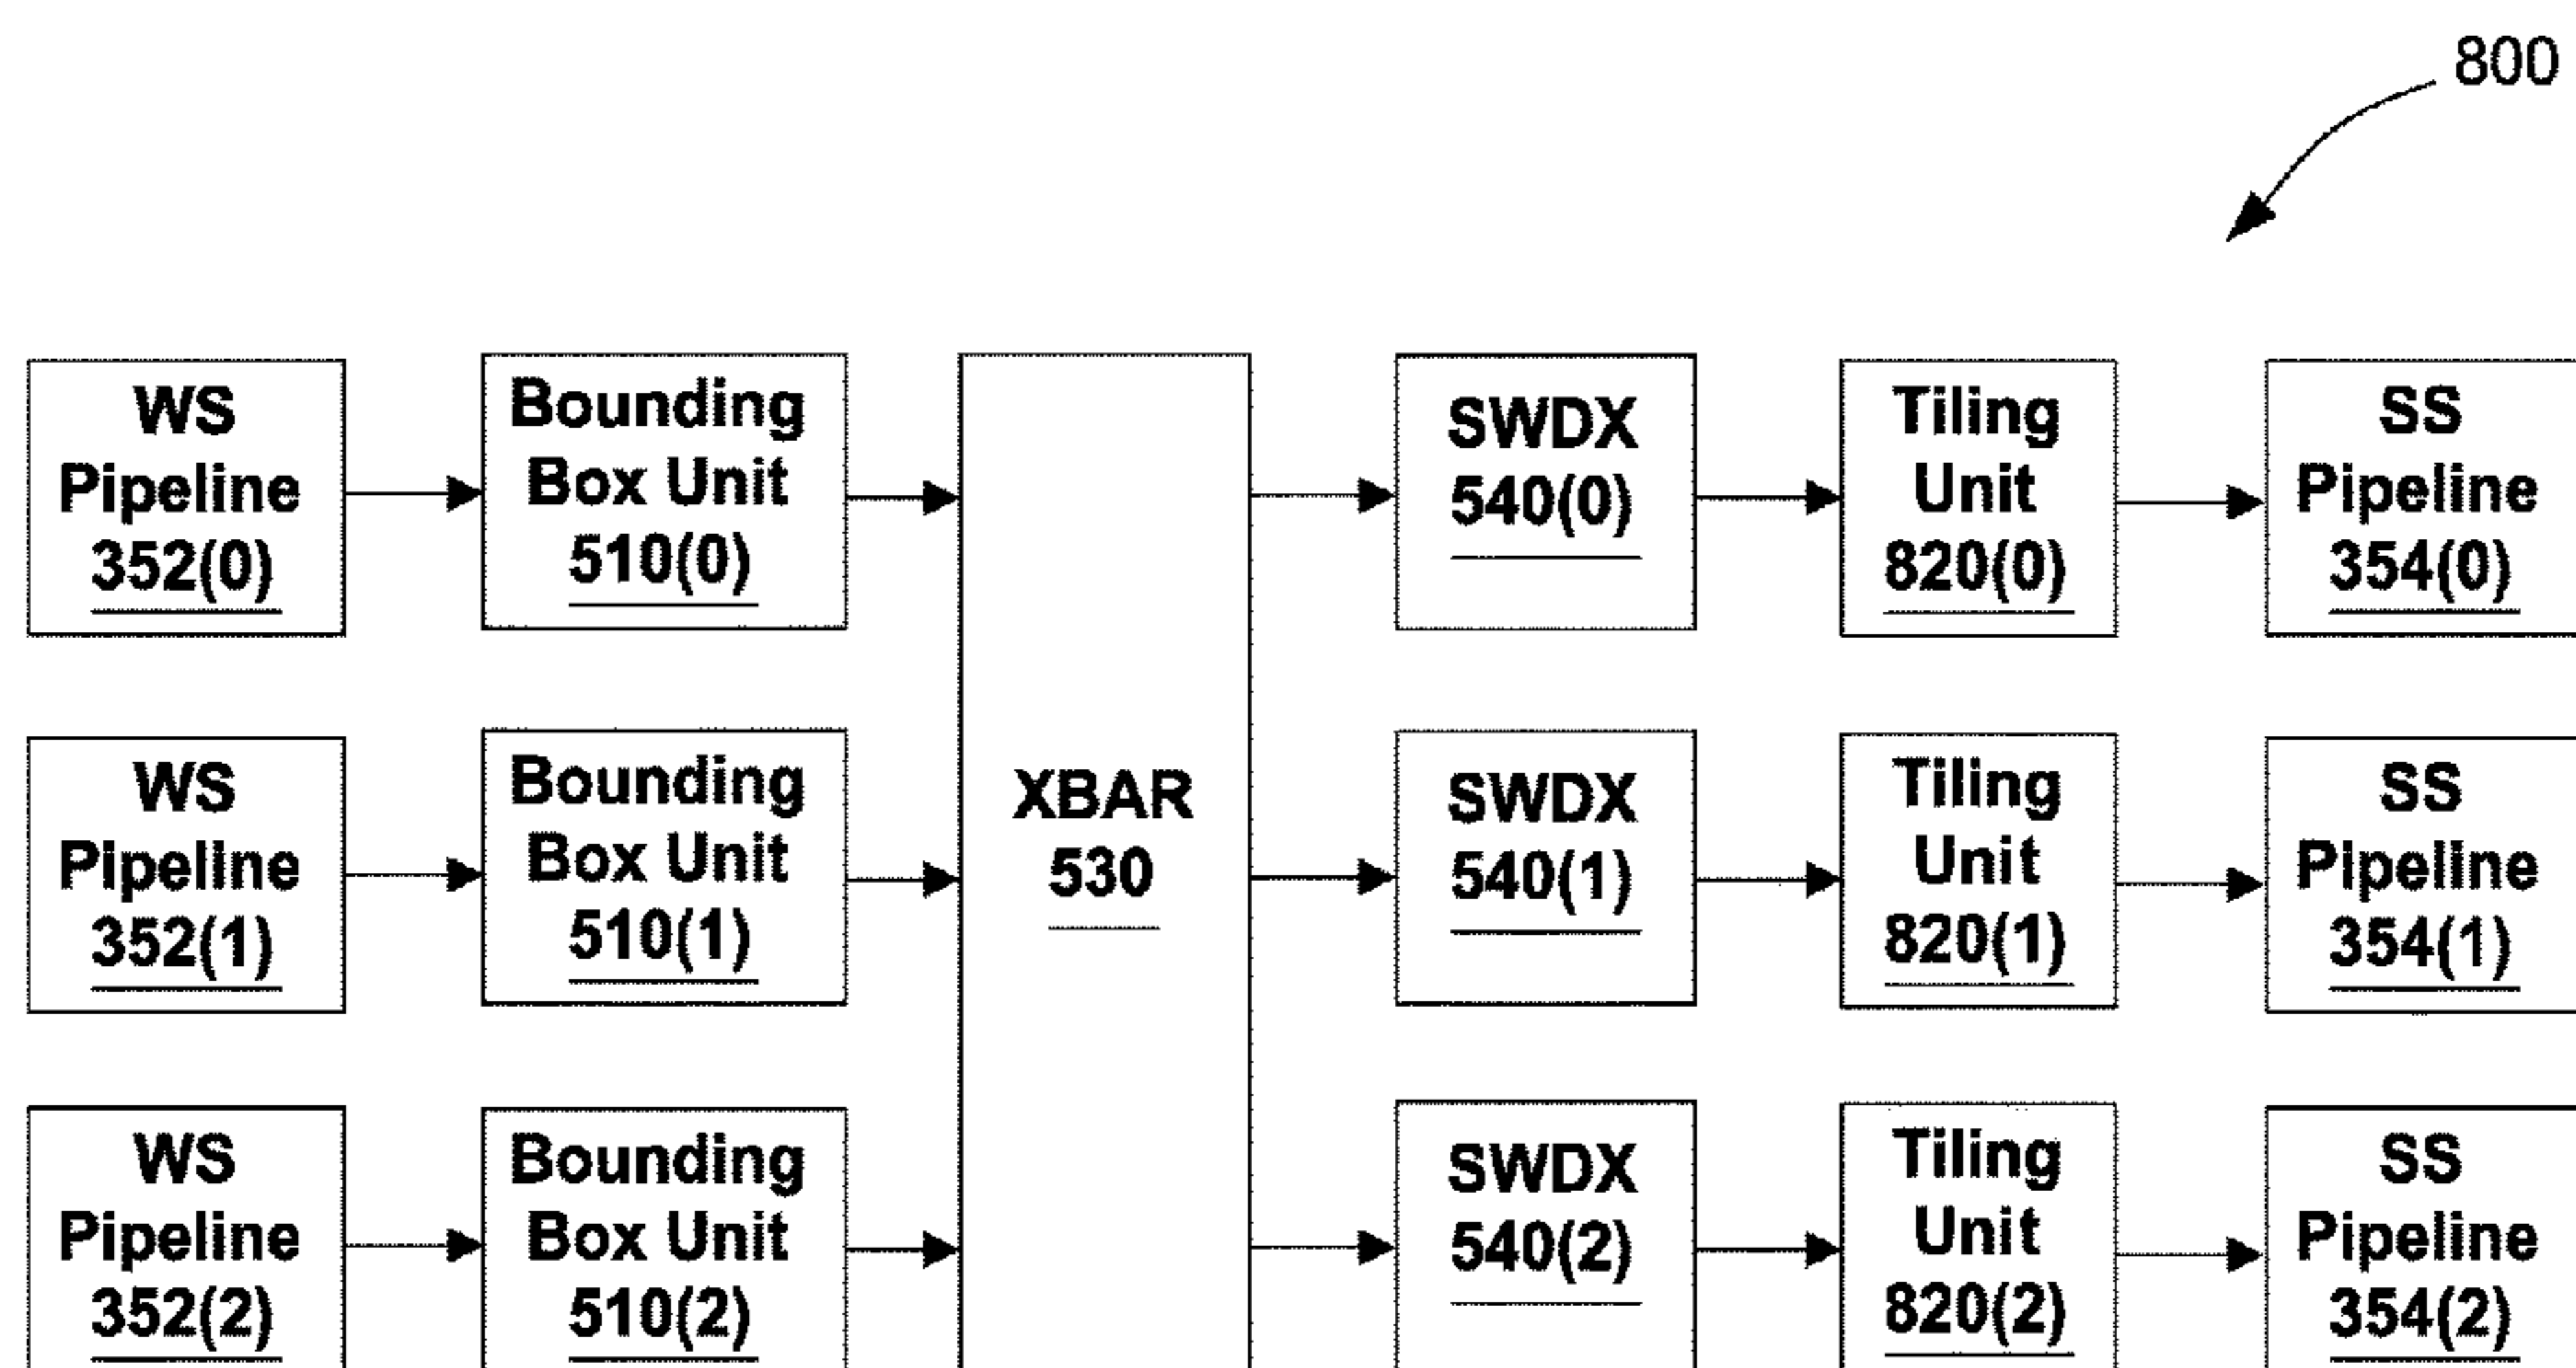 800
WS
Pipeline
352(0)
Bounding
Box Unit
510(0)
SWDX
540(0)
Tiling
Unit
820(0)
SS
Pipeline
354(0)
WS
Pipeline
352(1)
Bounding
Box Unit
510(1)
XBAR
530
SWDX
540(1)
Tiling
Unit
820(1)
SS
Pipeline
354(1)
WS
Pipeline
352(2)
Bounding
Box Unit
510(2)
SWDX
540(2)
Tiling
Unit
820(2)
SS
Pipeline
354(2)